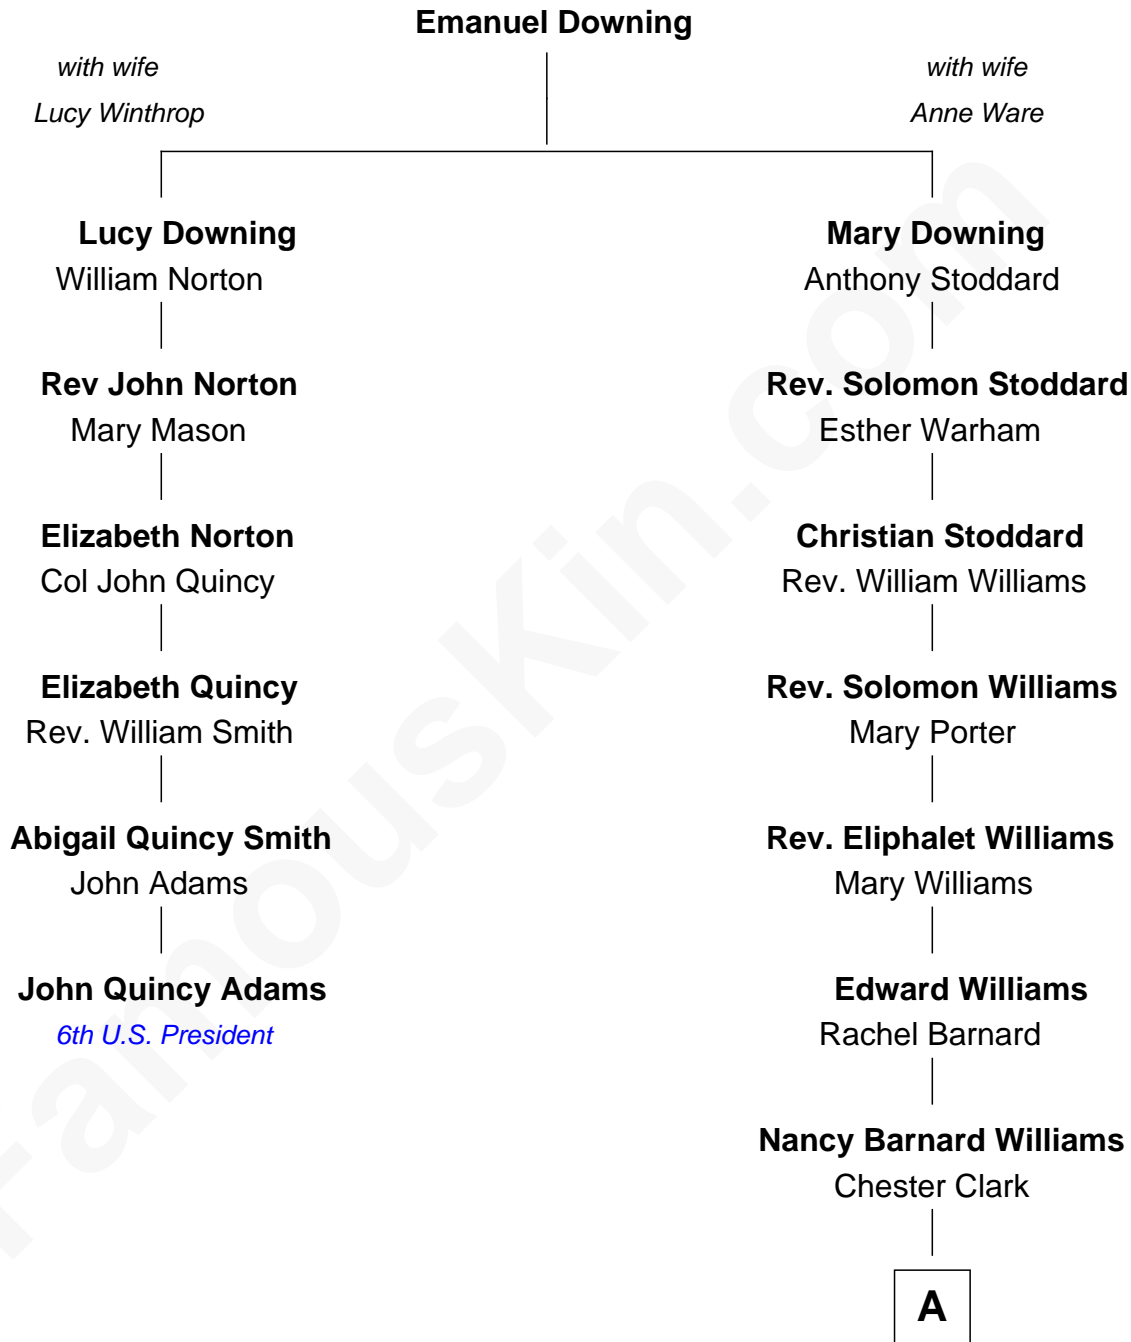 Emanuel Downing
with wife
Lucy Winthrop
with wife
Anne Ware
Lucy Downing
William Norton
Mary Downing
Anthony Stoddard
Rev John Norton
Mary Mason
Rev. Solomon Stoddard
Esther Warham
Elizabeth Norton
Col John Quincy
Christian Stoddard
Rev. William Williams
Elizabeth Quincy
Rev. William Smith
Rev. Solomon Williams
Mary Porter
Abigail Quincy Smith
John Adams
Rev. Eliphalet Williams
Mary Williams
John Quincy Adams
6th U.S. President
Edward Williams
Rachel Barnard
Nancy Barnard Williams
Chester Clark
A
FamousKin.com